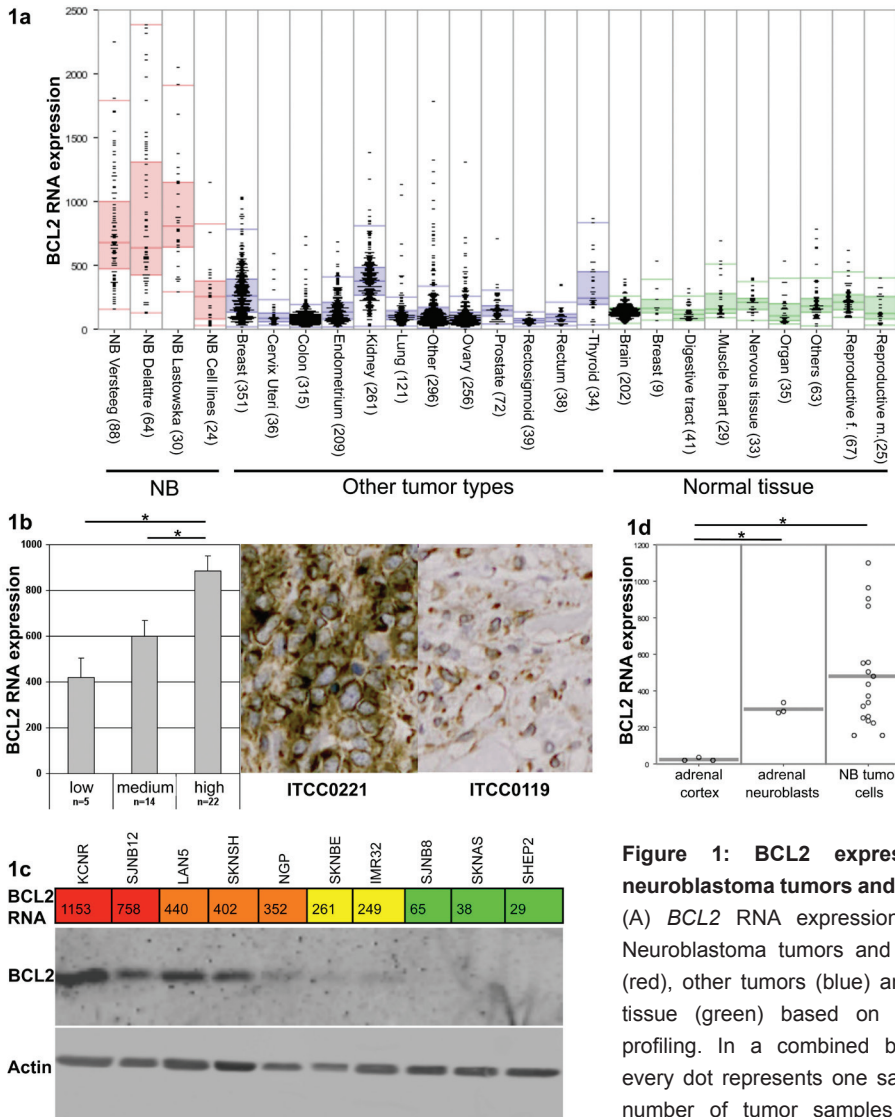 1a
2500
2000
1500
1000
500
0
BCL2 RNA expression
NB Versteeg (88)
NB Delattre (64)
NB Lastowska (30)
NB Cell lines (24)
Breast (351)
Cervix Uteri (36)
Colon (315)
Endometrium (209)
Kidney (261)
Lung (121)
Other (296)
Ovary (256)
Prostate (72)
Rectosigmoid (39)
Rectum (38)
Thyroid (34)
Brain (202)
Breast (9)
Digestive tract (41)
Muscle heart (29)
Nervous tissue (33)
Organ (35)
Others (63)
Reproductive f. (67)
Reproductive m.(25)
NB
Other tumor types
Normal tissue
1b
*
*
1000
800
600
400
200
0
BCL2 RNA expression
low
n=5
medium
n=14
high
n=22
ITCC0221
ITCC0119
1d
*
*
1200
1000
800
600
400
200
0
BCL2 RNA expression
adrenal
cortex
adrenal
neuroblasts
NB tumo
cells
1c
KCNR
SJNB12
LAN5
SKNSH
NGP
SKNBE
IMR32
SJNB8
SKNAS
SHEP2
BCL2
RNA
1153 758 440 402 352 261 249 65 38 29
BCL2
Actin
Figure 1: BCL2 expres
neuroblastoma tumors and
(A) BCL2 RNA expression
Neuroblastoma tumors and
(red), other tumors (blue) ar
tissue (green) based on
profiling. In a combined b
every dot represents one sa
number of tumor samples